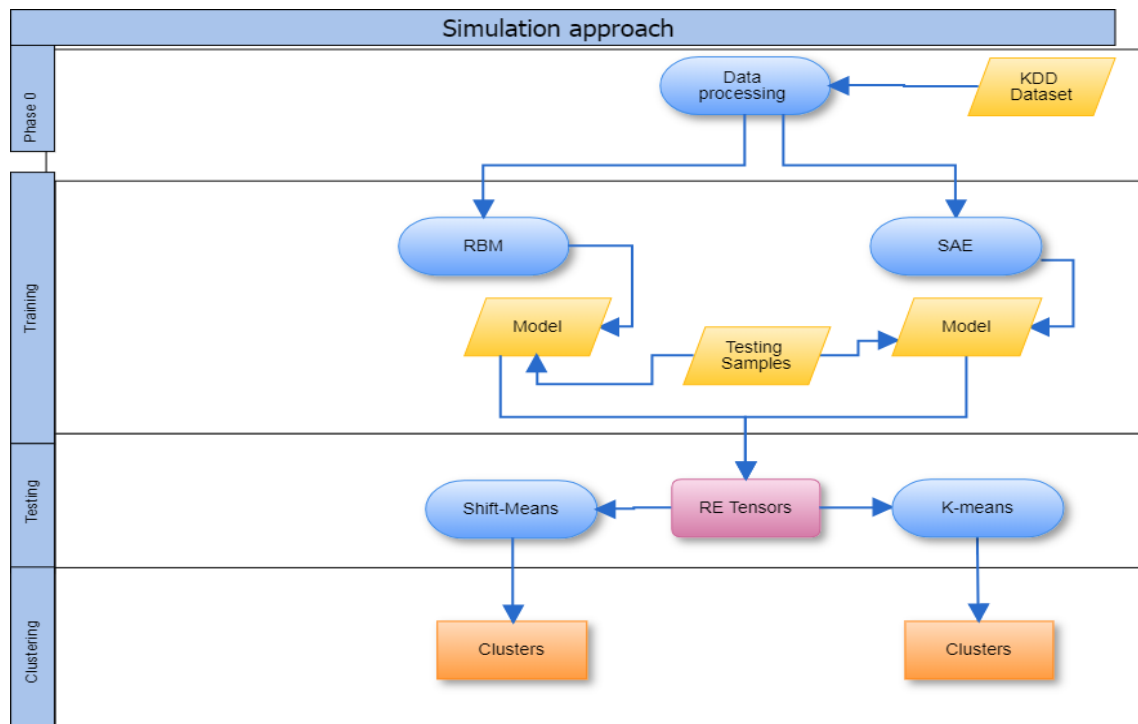 Simulation approach
Phase 0
Data
processing
KDD
Dataset
Training
RBM
SAE
Model
Testing
Samples
Model
Testing
Shift-Means
RE Tensors
K-means
Clustering
Clusters
Clusters